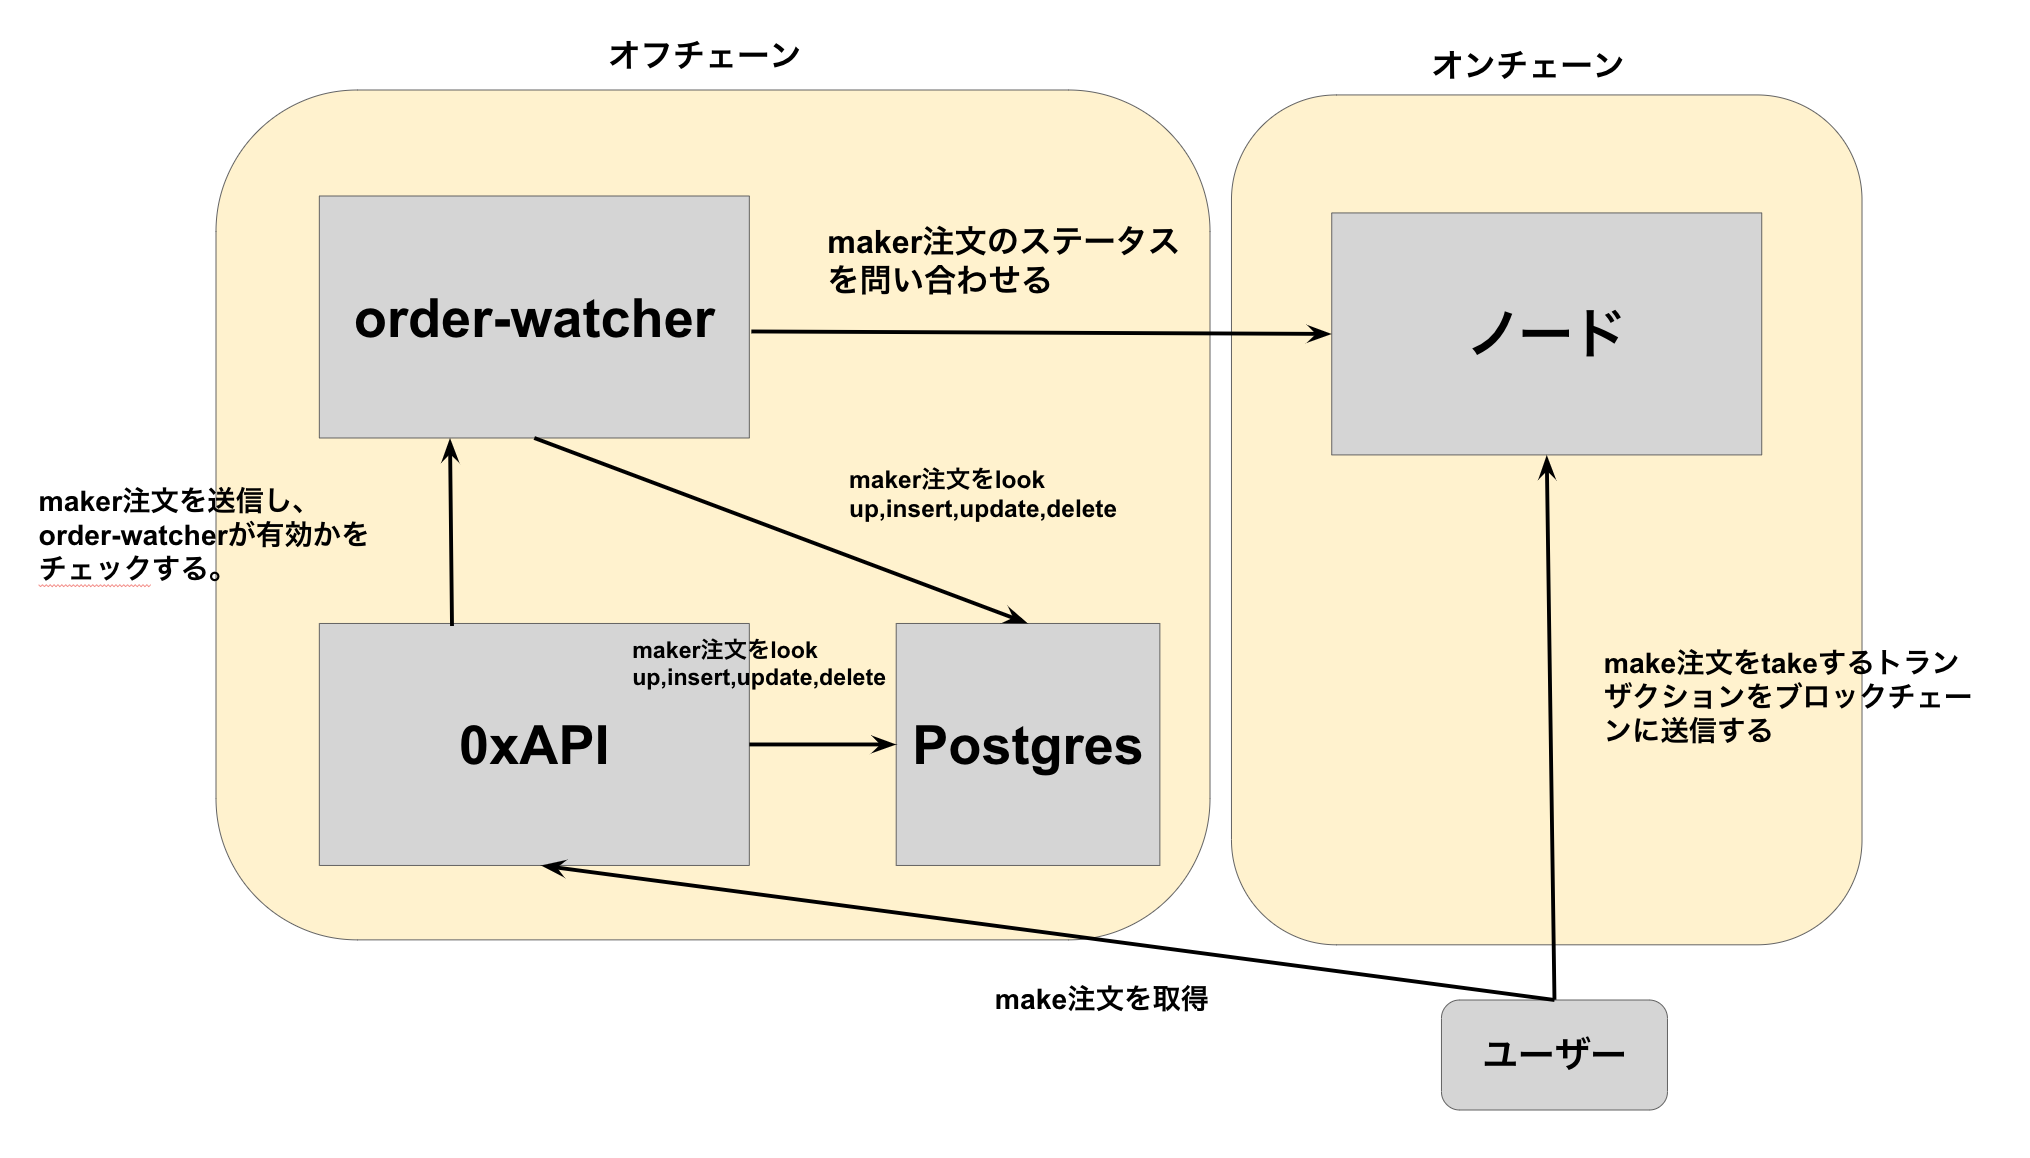 オフチェーン
オンチェーン
maker注文のステータス
を問い合わせる
order-watcher
ノード
maker注文をlook
up,insert,update,delete
maker注文を送信し、
order-watcherが有効かを
チェックする。
maker注文をlook
up,insert,update,delete
0xAPI
Postgres
make注文をtakeするトラン
ザクションをブロックチェー
ンに送信する
make注文を取得
ユーザー